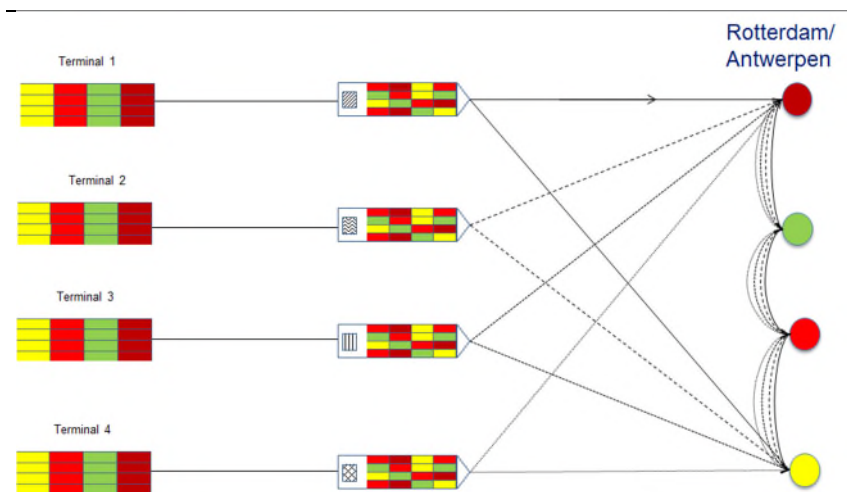 Rotterdam/
Antwerpen
Terminal 1
Terminal 2
Terminal 3
Terminal 4